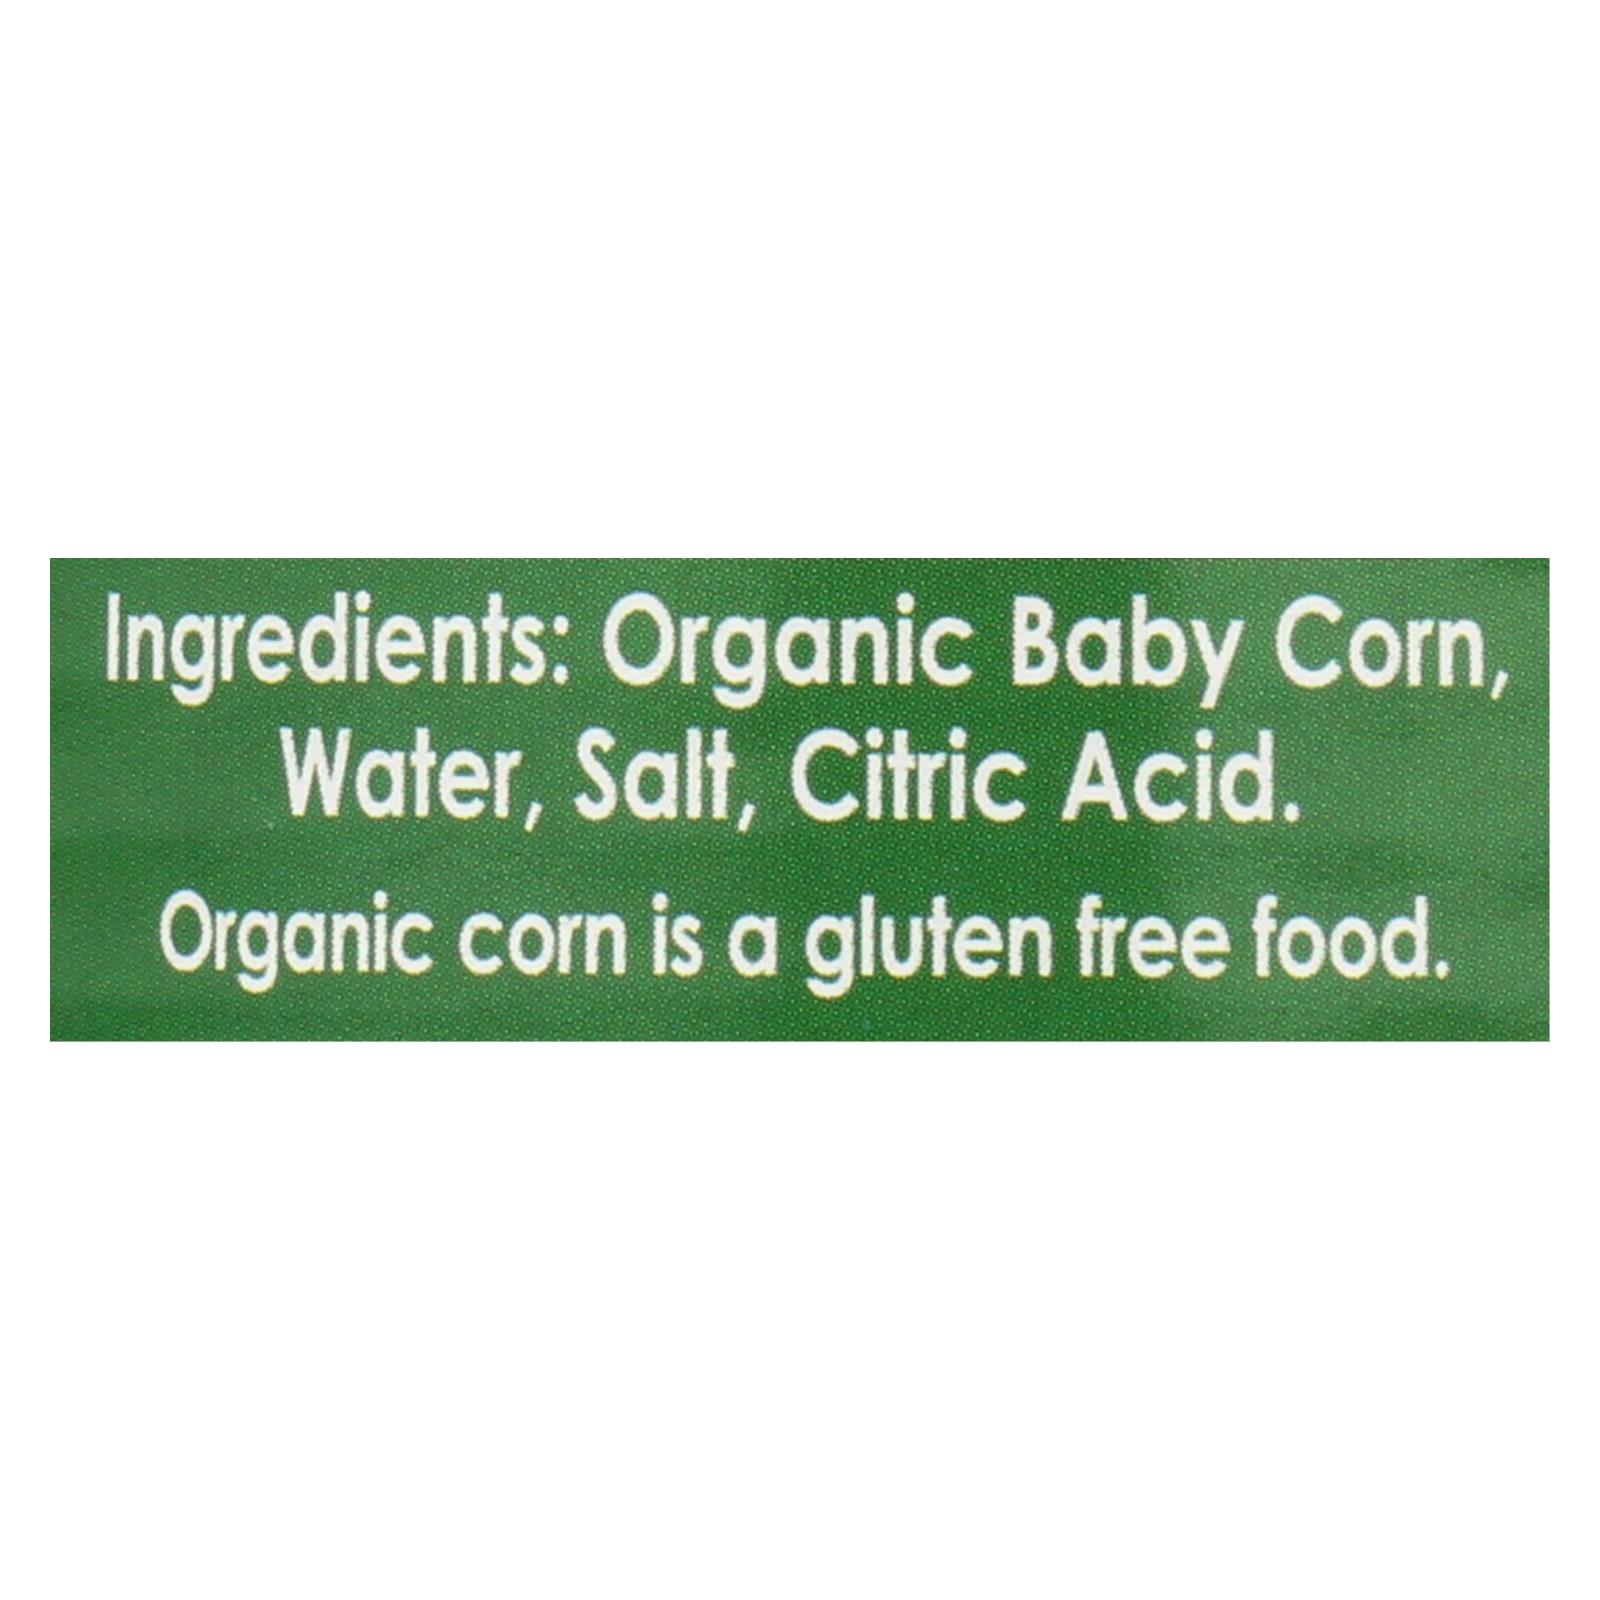 Ingredients: Organic Baby Corn,
Water, Salt, Citric Acid.
Organic corn is a gluten free food.